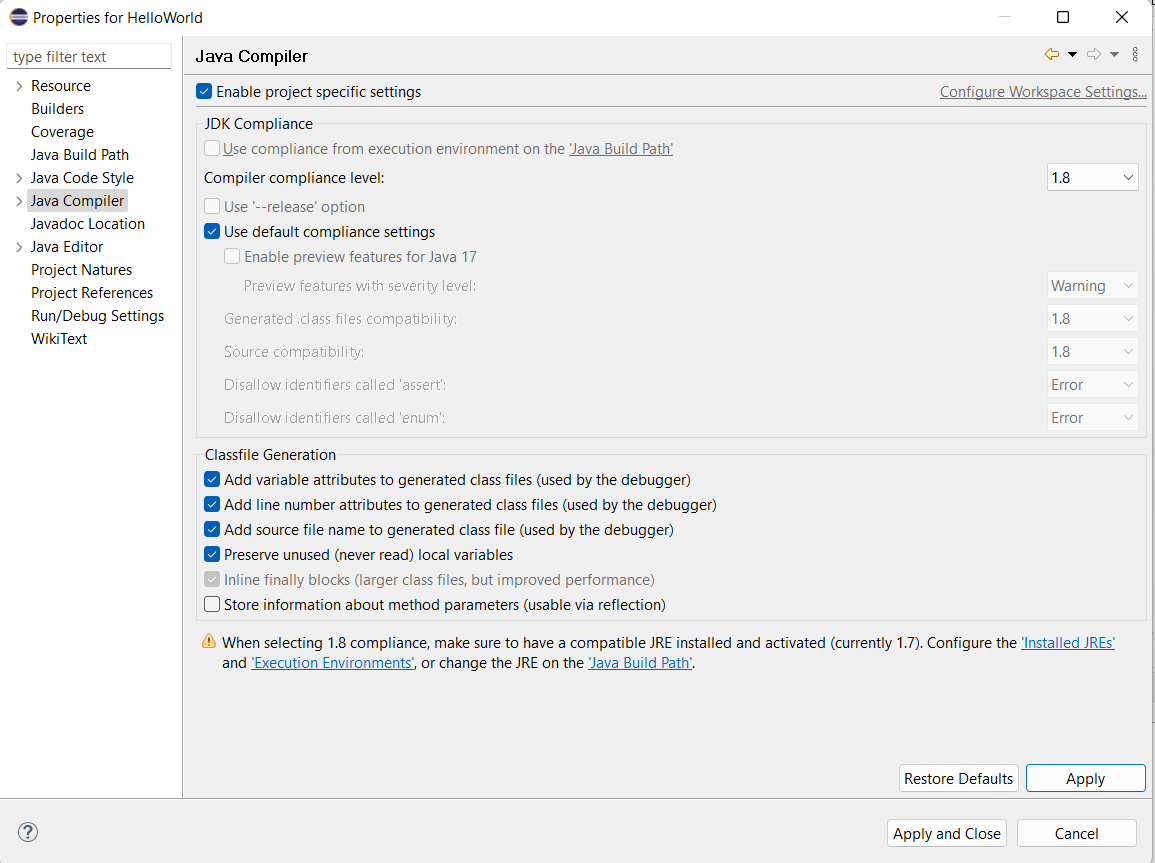 Properties for HelloWorld
type filter text
Resource
Builders
Coverage
Java Build Path
Java Code Style
Java Compiler
Javadoc Location
Java Editor
Project Natures
Project References
Run/Debug Settings
WikiText
Java Compiler
Enable project specific settings
Configure Workspace Settings...
JDK Compliance
Use compliance from execution environment on the 'Java Build Path'
Compiler compliance level: 1.8
Use '--release' option
Use default compliance settings
Enable preview features for Java 17
Preview features with severity level: Warning
Generated .class files compatibility: 1.8
Source compatibility: 1.8
Disallow identifiers called 'assert': Error
Disallow identifiers called 'enum': Error
Classfile Generation
Add variable attributes to generated class files (used by the debugger)
Add line number attributes to generated class files (used by the debugger)
Add source file name to generated class file (used by the debugger)
Preserve unused (never read) local variables
Inline finally blocks (larger class files, but improved performance)
Store information about method parameters (usable via reflection)
When selecting 1.8 compliance, make sure to have a compatible JRE installed and activated (currently 1.7). Configure the 'Installed JREs'
and 'Execution Environments', or change the JRE on the 'Java Build Path'.
Restore Defaults
Apply
?
Apply and Close
Cancel